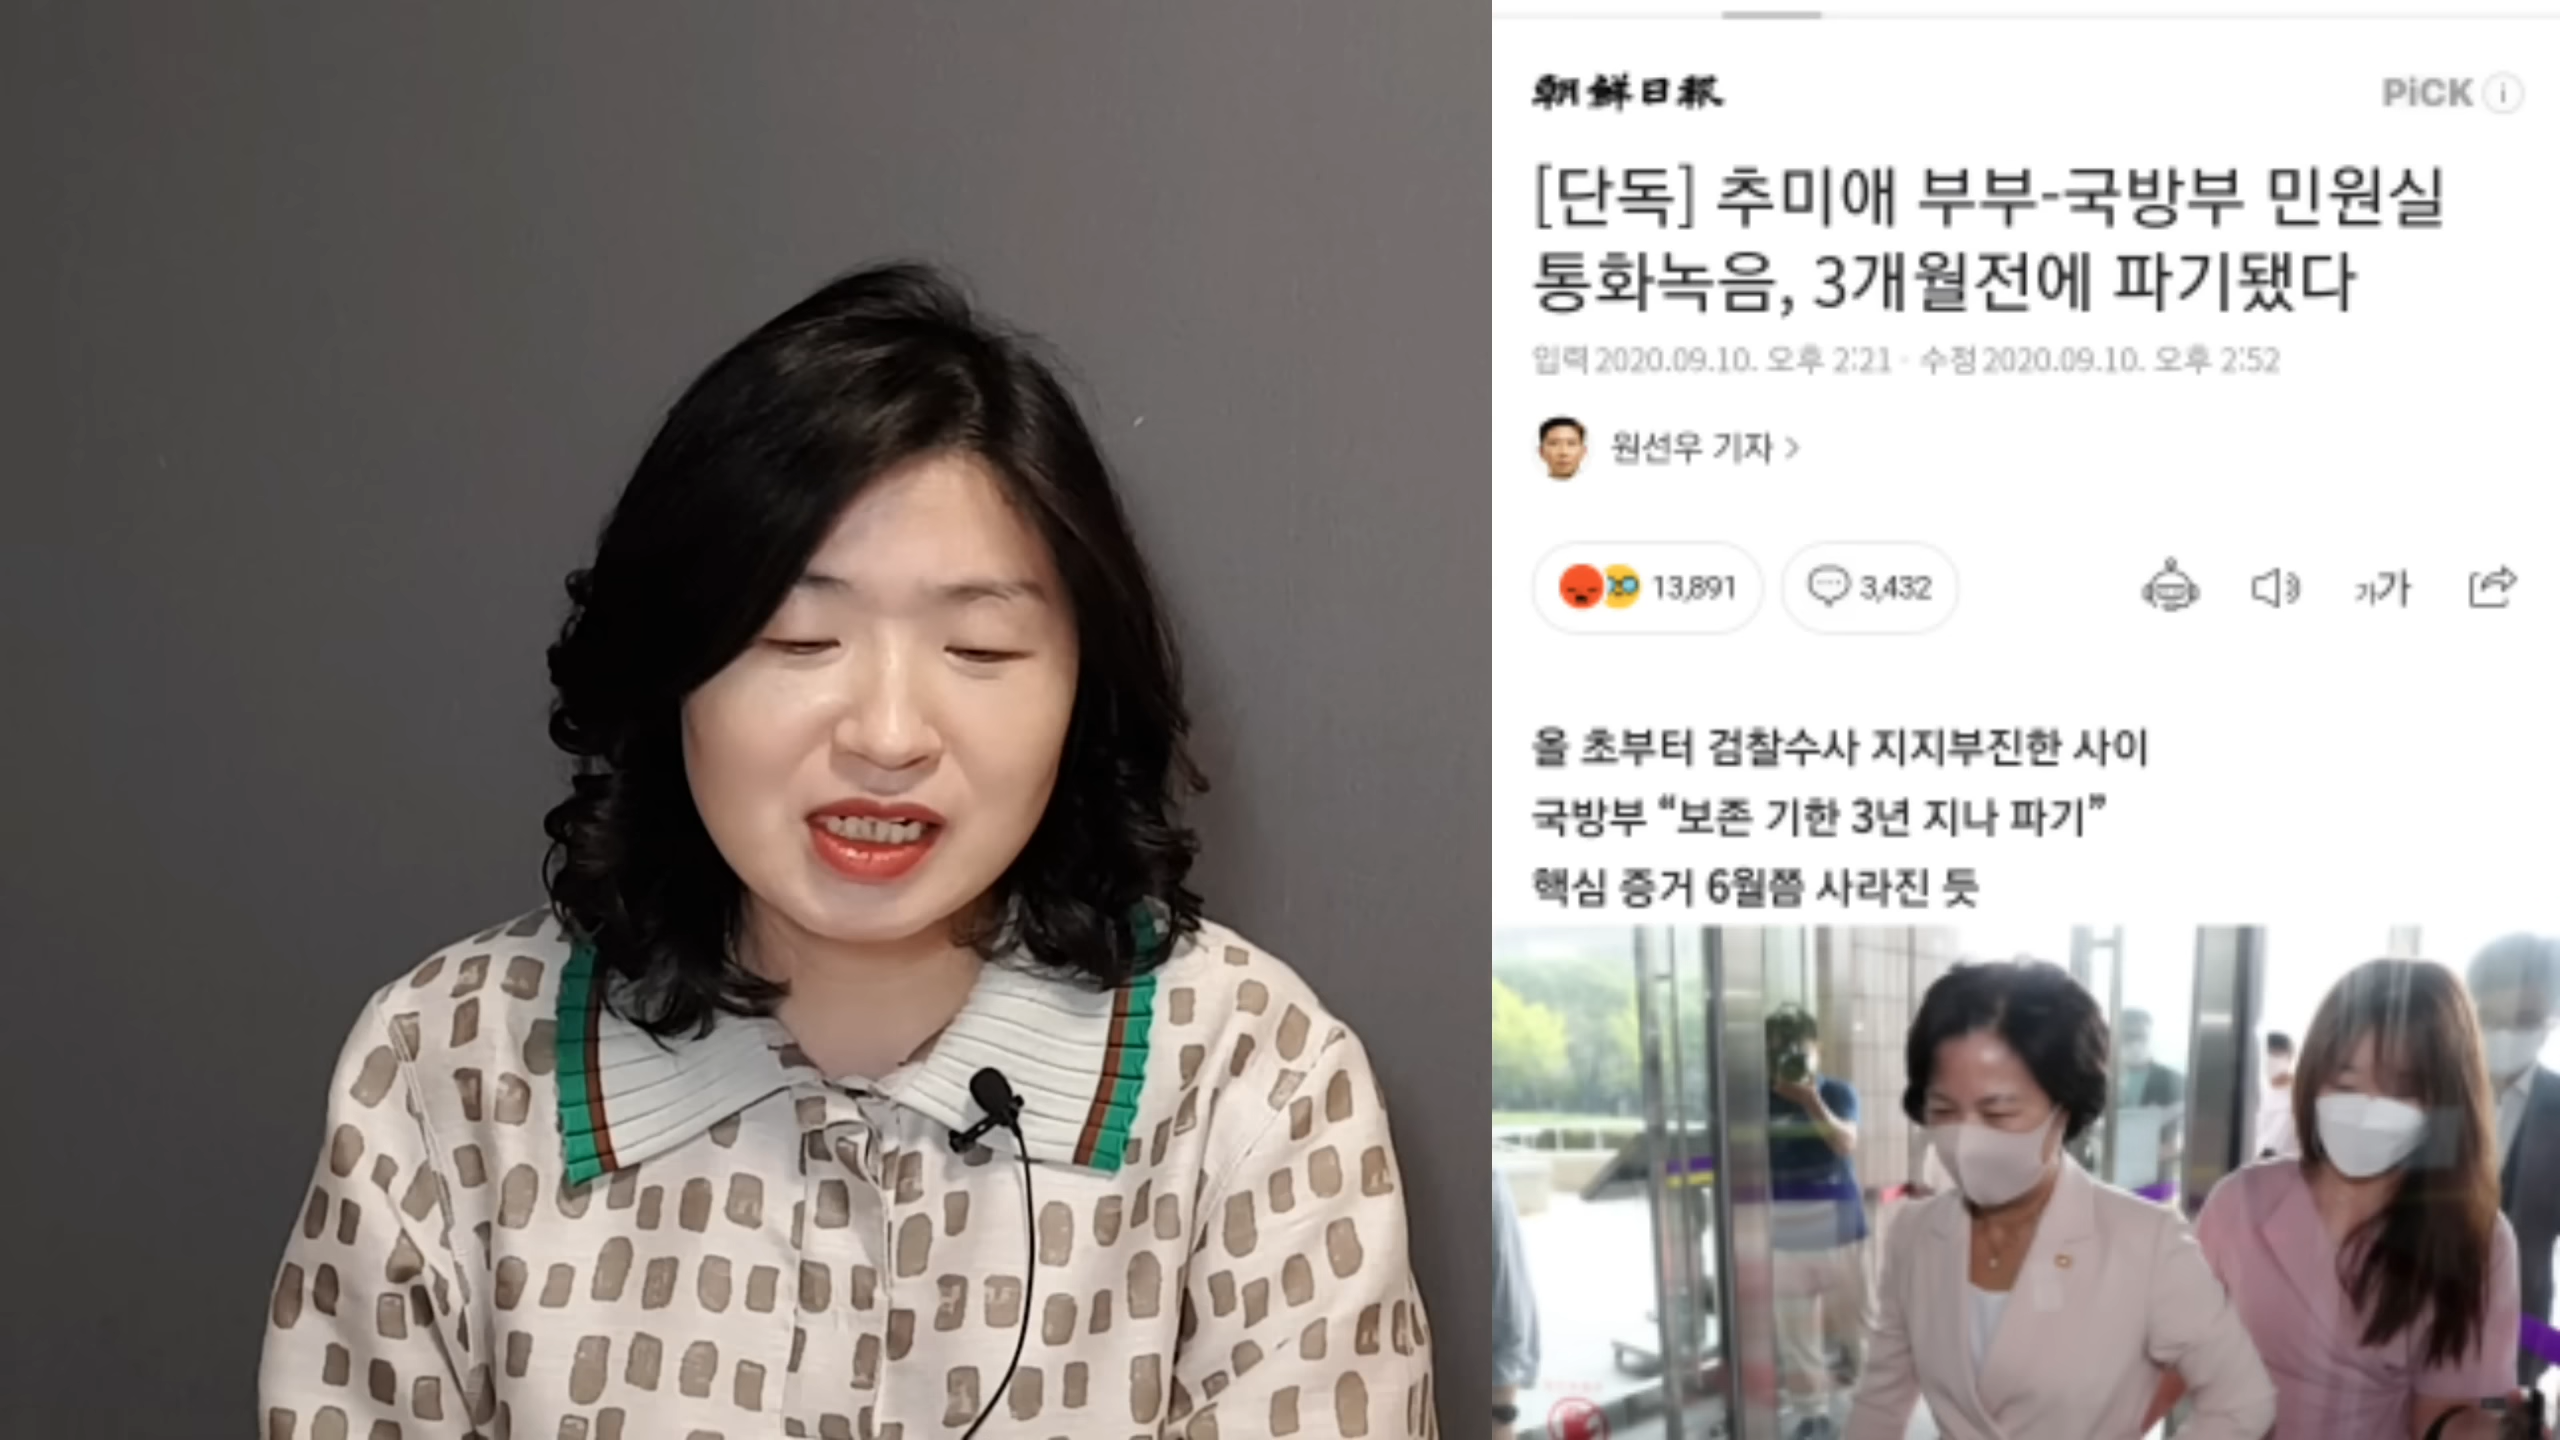 朝鮮日報
PiCK i
[단독] 추미애 부부-국방부 민원실
통화녹음, 3개월전에 파기됐다
입력 2020.09.10. 오후 2:21 · 수정 2020.09.10. 오후 2:52
원선우 기자 >
13,891 3,432 가가
올 초부터 검찰수사 지지부진한 사이
국방부 “보존 기한 3년 지나 파기”
핵심 증거 6월쯤 사라진 듯